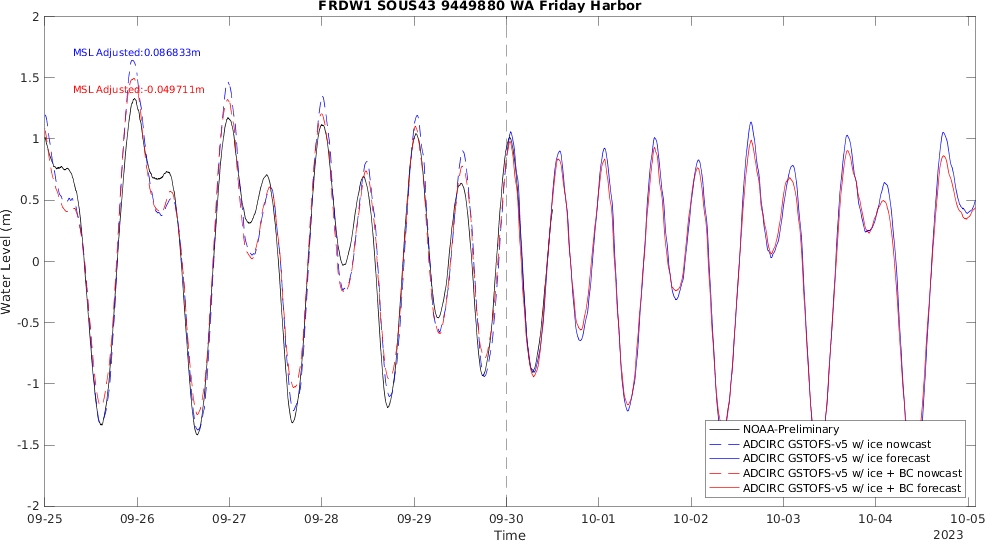 FRDW1 SOUS43 9449880 WA Friday Harbor
2
1.5
1
0.5
0
-0.5
-1
-1.5
-2
Water Level (m)
MSL Adjusted:0.086833m
MSL Adjusted:-0.049711m
NOAA-Preliminary
ADCIRC GSTOFS-v5 w/ ice nowcast
ADCIRC GSTOFS-v5 w/ ice forecast
ADCIRC GSTOFS-v5 w/ ice + BC nowcast
ADCIRC GSTOFS-v5 w/ ice + BC forecast
09-25 09-26 09-27 09-28 09-29 09-30 10-01 10-02 10-03 10-04 10-05
Time
2023